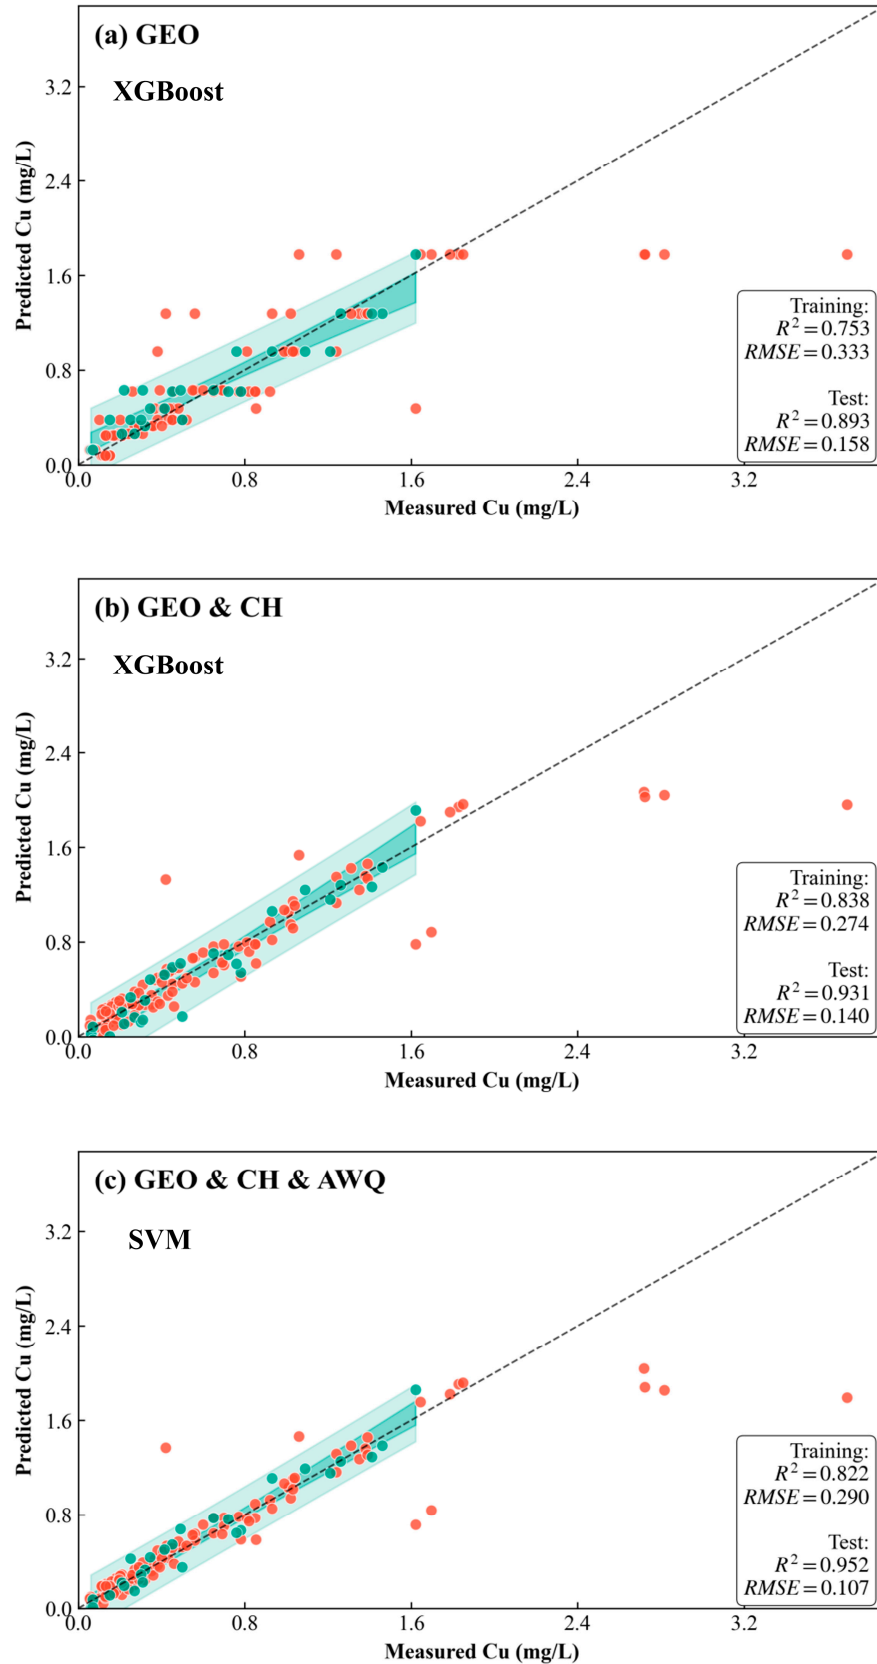 (a) GEO
XGBoost
3.2
2.4
1.6
0.8
0.0
Predicted Cu (mg/L)
Training:
R² = 0.753
RMSE = 0.333
Test:
R² = 0.893
RMSE = 0.158
0.0 0.8 1.6 2.4 3.2
Measured Cu (mg/L)
(b) GEO & CH
XGBoost
3.2
2.4
1.6
0.8
0.0
Predicted Cu (mg/L)
Training:
R² = 0.838
RMSE = 0.274
Test:
R² = 0.931
RMSE = 0.140
0.0 0.8 1.6 2.4 3.2
Measured Cu (mg/L)
(c) GEO & CH & AWQ
SVM
3.2
2.4
1.6
0.8
0.0
Predicted Cu (mg/L)
Training:
R² = 0.822
RMSE = 0.290
Test:
R² = 0.952
RMSE = 0.107
0.0 0.8 1.6 2.4 3.2
Measured Cu (mg/L)